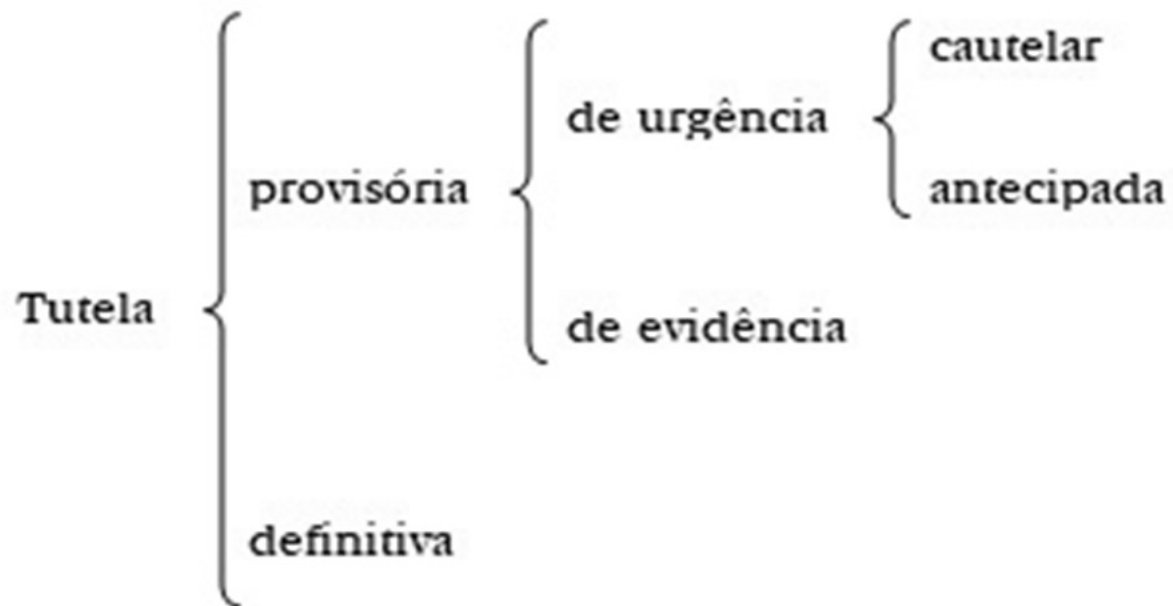 cautelar
de urgência
provisória
antecipada
Tutela
de evidência
definitiva